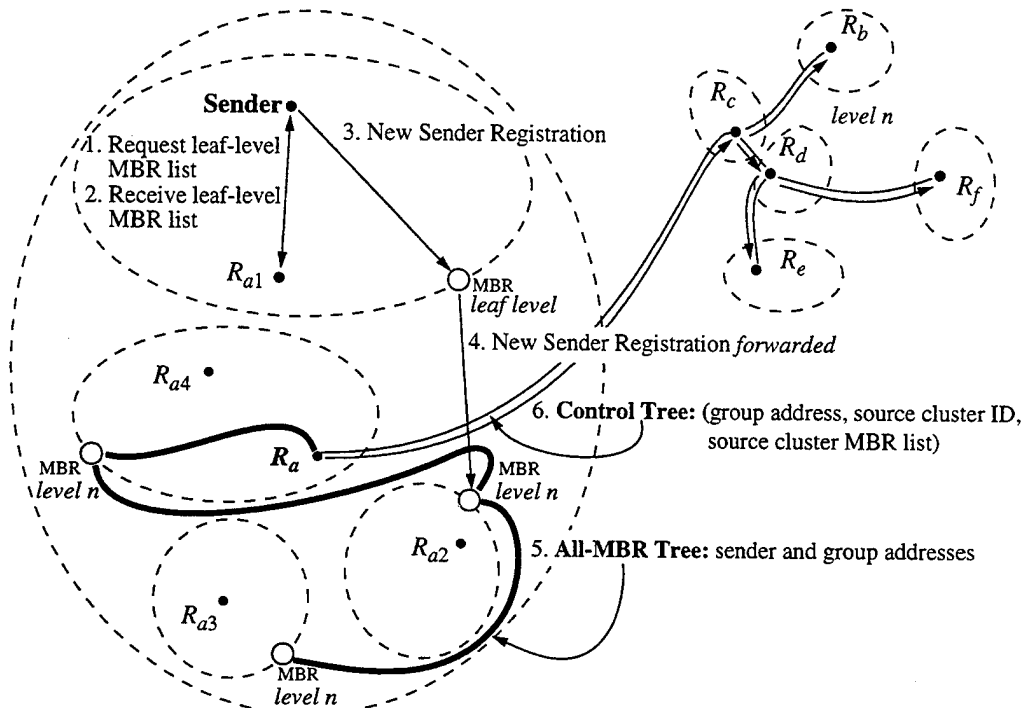 R_b
R_c
level n
Sender
3. New Sender Registration
1. Request leaf-level
MBR list
2. Receive leaf-level
MBR list
R_d
R_f
R_a1
MBR
leaf level
R_e
4. New Sender Registration forwarded
R_a4
6. Control Tree: (group address, source cluster ID,
source cluster MBR list)
R_a
MBR
level n
MBR
level n
R_a2
5. All-MBR Tree: sender and group addresses
R_a3
MBR
level n